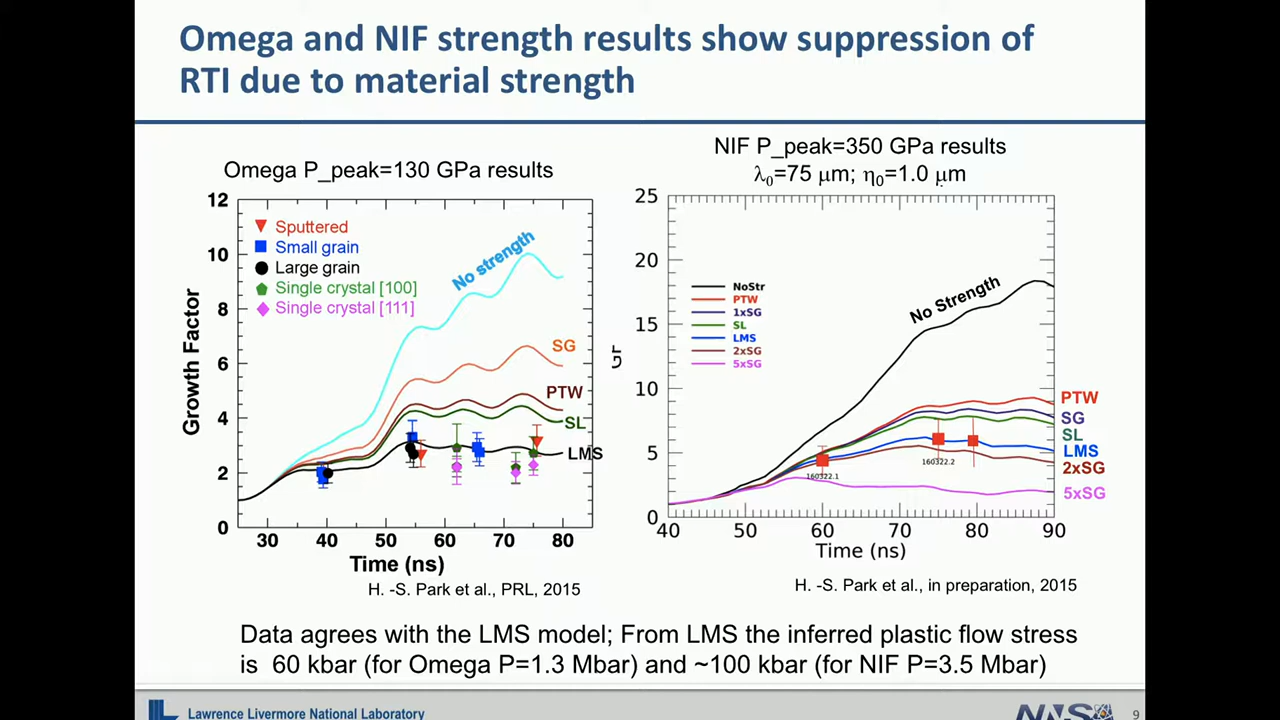 Omega and NIF strength results show suppression of
RTI due to material strength
Omega P_peak=130 GPa results
12
10
8
6
4
2
0
Growth Factor
Sputtered
Small grain
Large grain
Single crystal [100]
Single crystal [111]
No strength
SG
PTW
SL
LMS
30 40 50 60 70 80
Time (ns)
H. -S. Park et al., PRL, 2015
NIF P_peak=350 GPa results
λ₀=75 μm; η₀=1.0 μm
25
20
15
10
5
0
GF
NoStr
PTW
1xSG
SL
LMS
2xSG
5xSG
No Strength
160322.1
160322.2
PTW
SG
SL
LMS
2xSG
5xSG
40 50 60 70 80 90
Time (ns)
H. -S. Park et al., in preparation, 2015
Data agrees with the LMS model; From LMS the inferred plastic flow stress
is 60 kbar (for Omega P=1.3 Mbar) and ~100 kbar (for NIF P=3.5 Mbar)
Lawrence Livermore National Laboratory
9